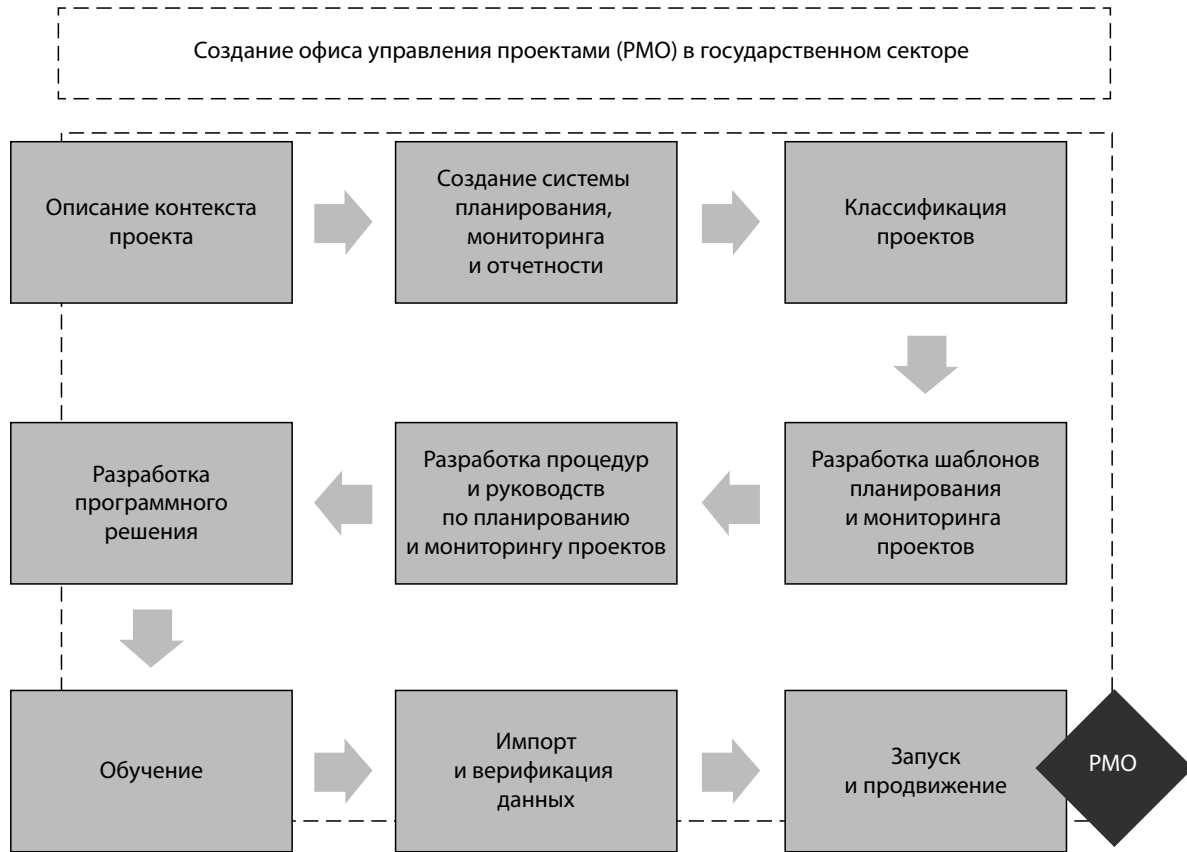 Создание офиса управления проектами (PMO) в государственном секторе
Описание контекста
проекта
Создание системы
планирования,
мониторинга
и отчетности
Классификация
проектов
Разработка шаблонов
планирования
и мониторинга
проектов
Разработка процедур
и руководств
по планированию
и мониторингу проектов
Разработка
программного
решения
Обучение
Импорт
и верификация
данных
Запуск
и продвижение
PMO